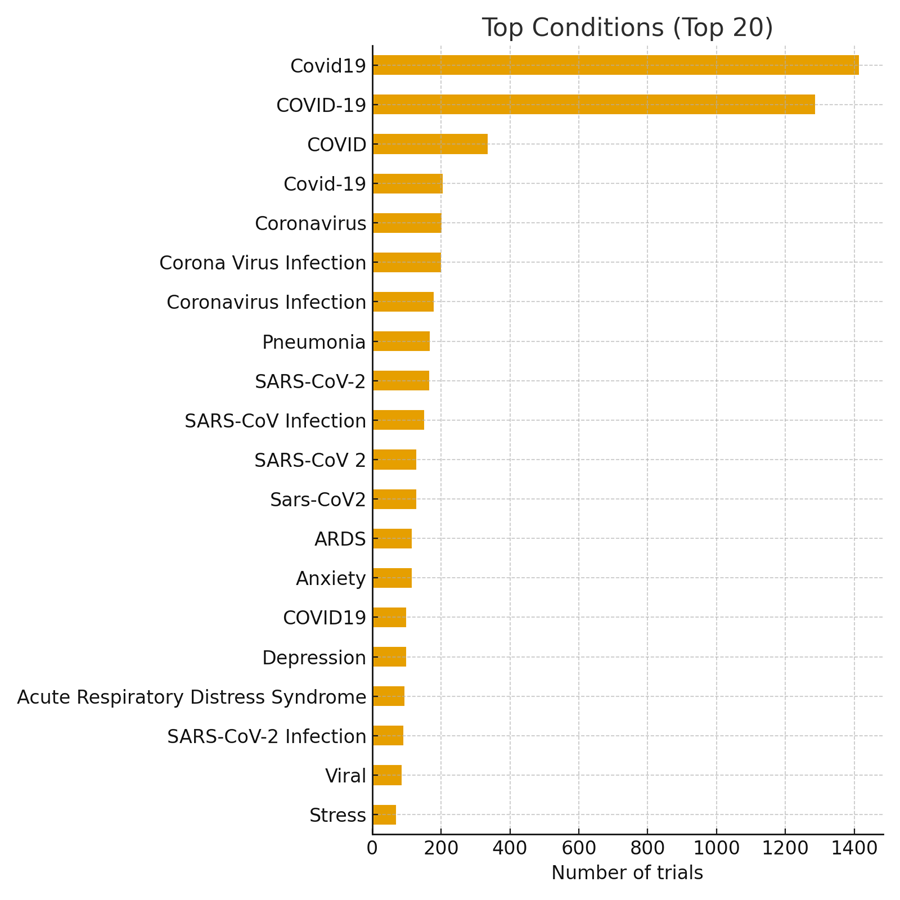 Top Conditions (Top 20)
Covid19
COVID-19
COVID
Covid-19
Coronavirus
Corona Virus Infection
Coronavirus Infection
Pneumonia
SARS-CoV-2
SARS-CoV Infection
SARS-CoV 2
Sars-CoV2
ARDS
Anxiety
COVID19
Depression
Acute Respiratory Distress Syndrome
SARS-CoV-2 Infection
Viral
Stress
0 200 400 600 800 1000 1200 1400
Number of trials